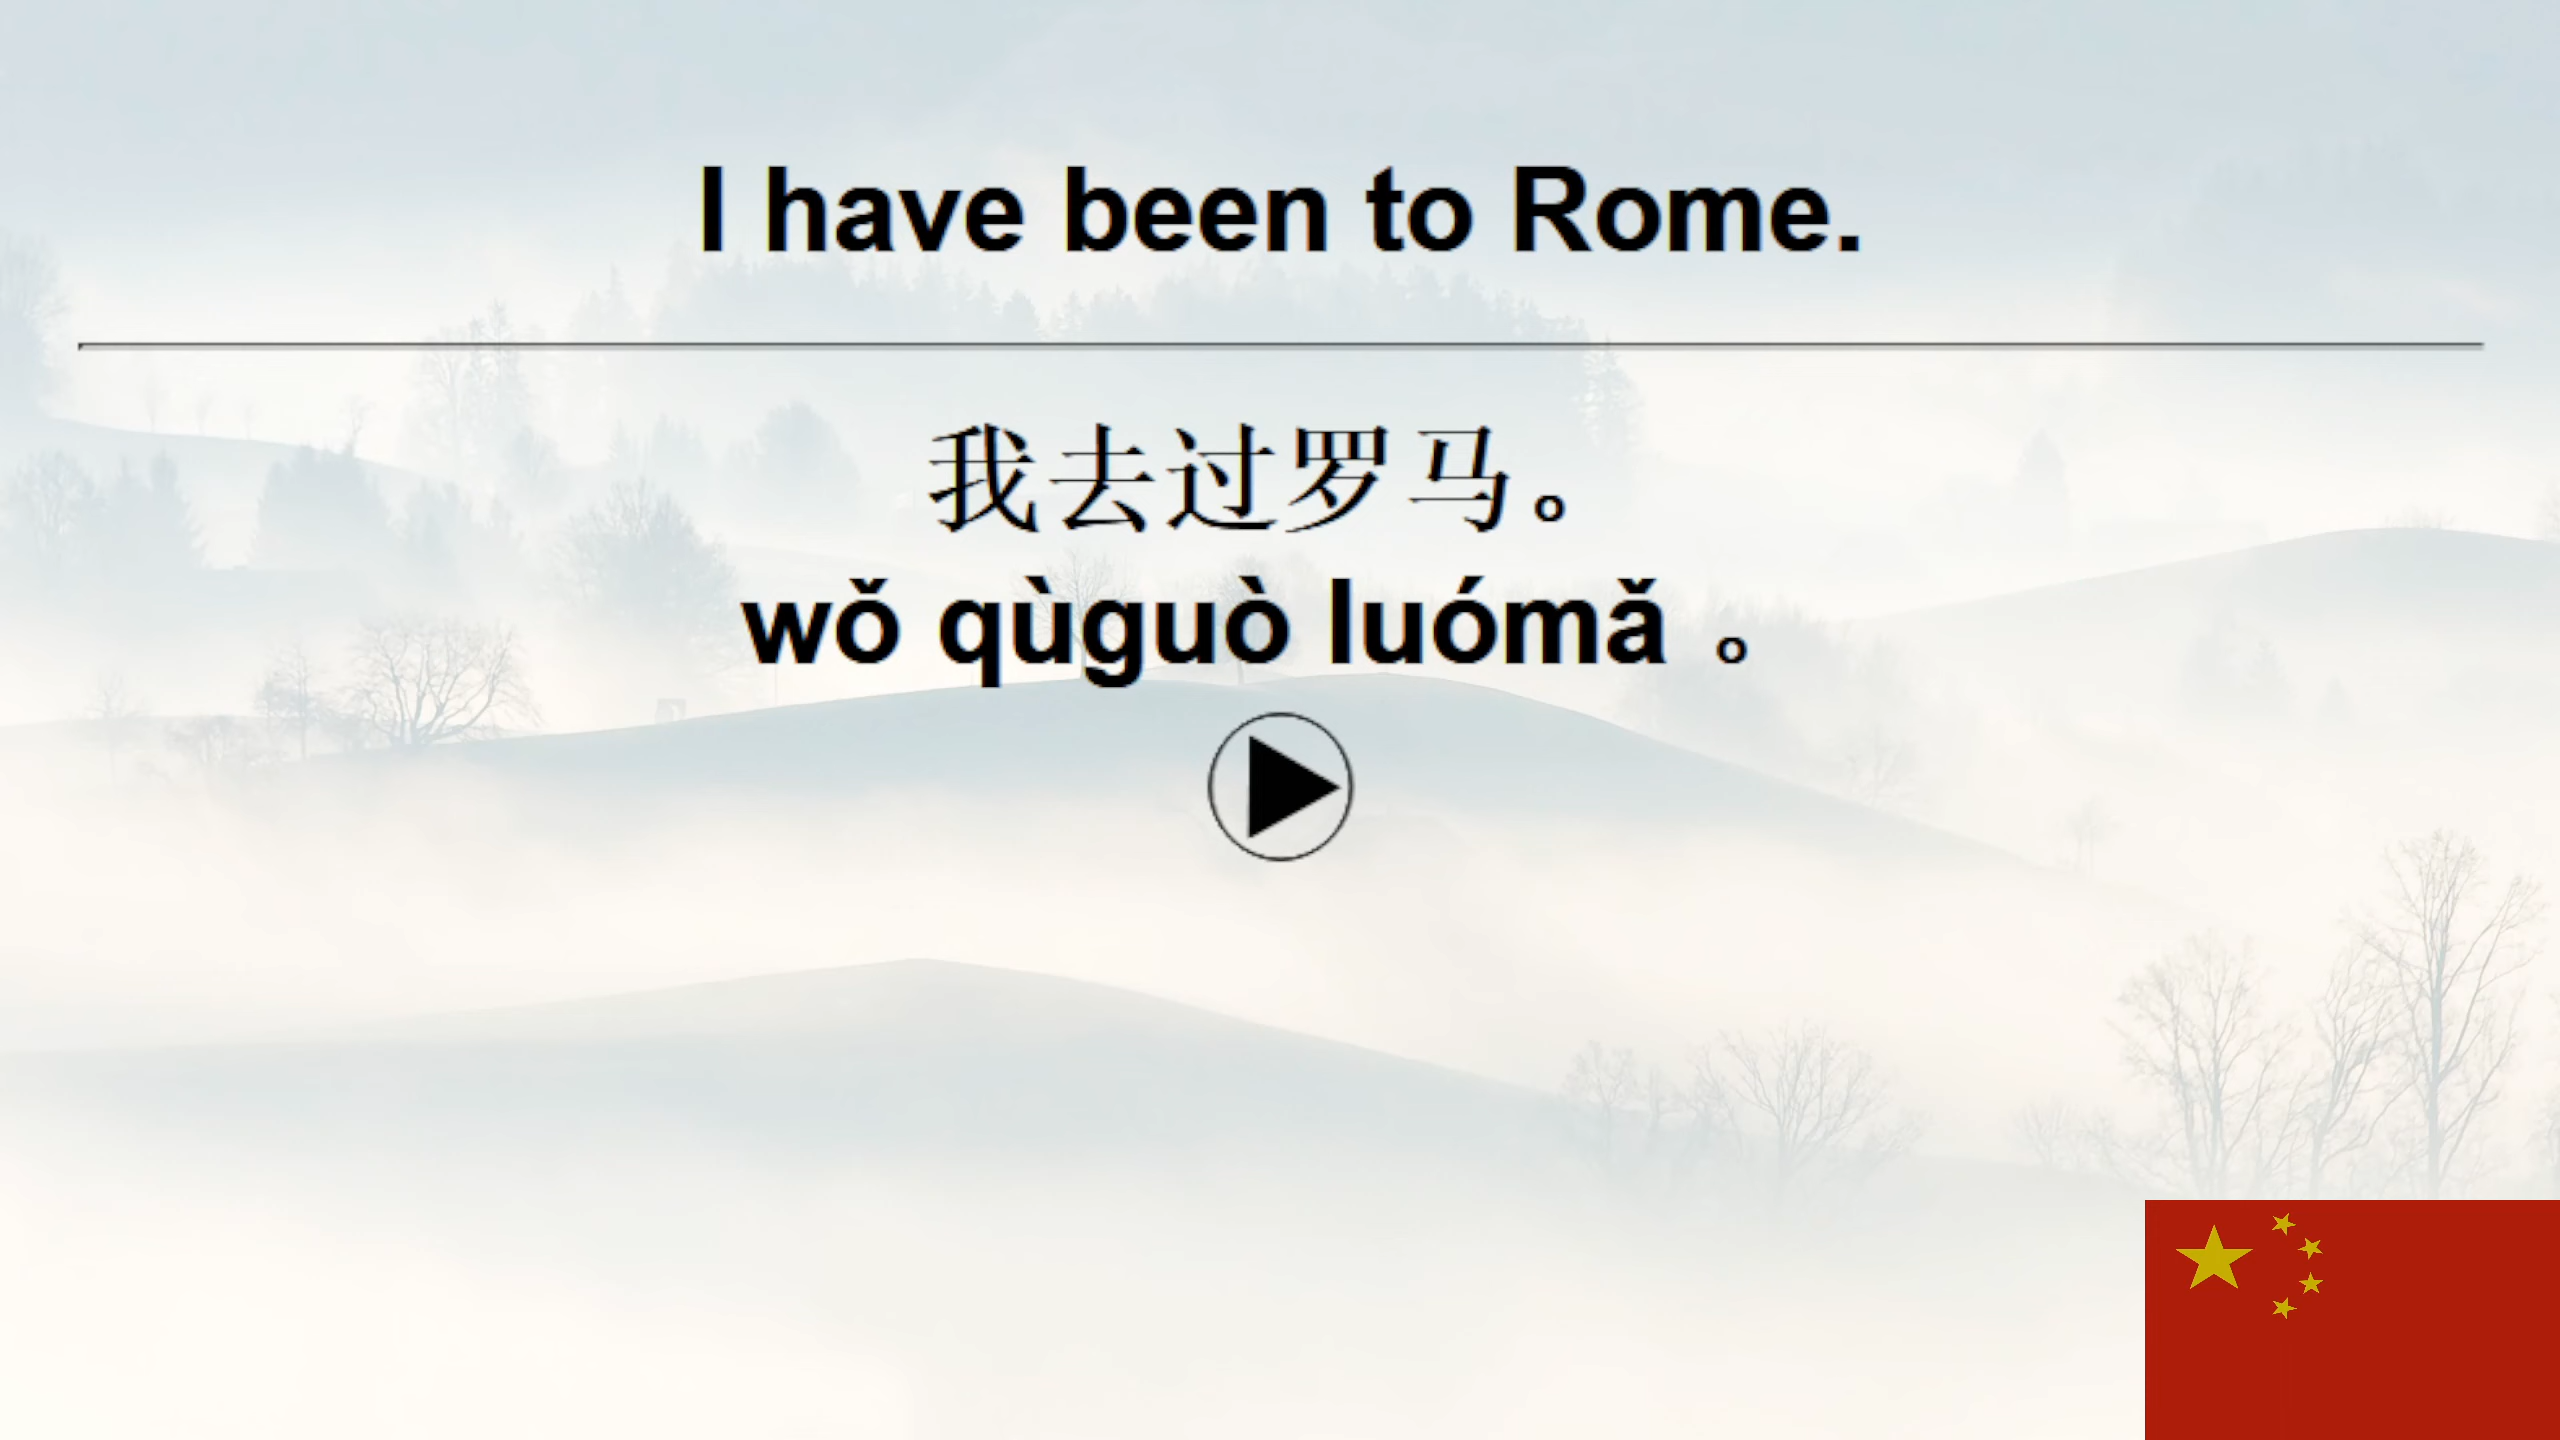 I have been to Rome.
我去过罗马。
wǒ qùguò luómǎ 。